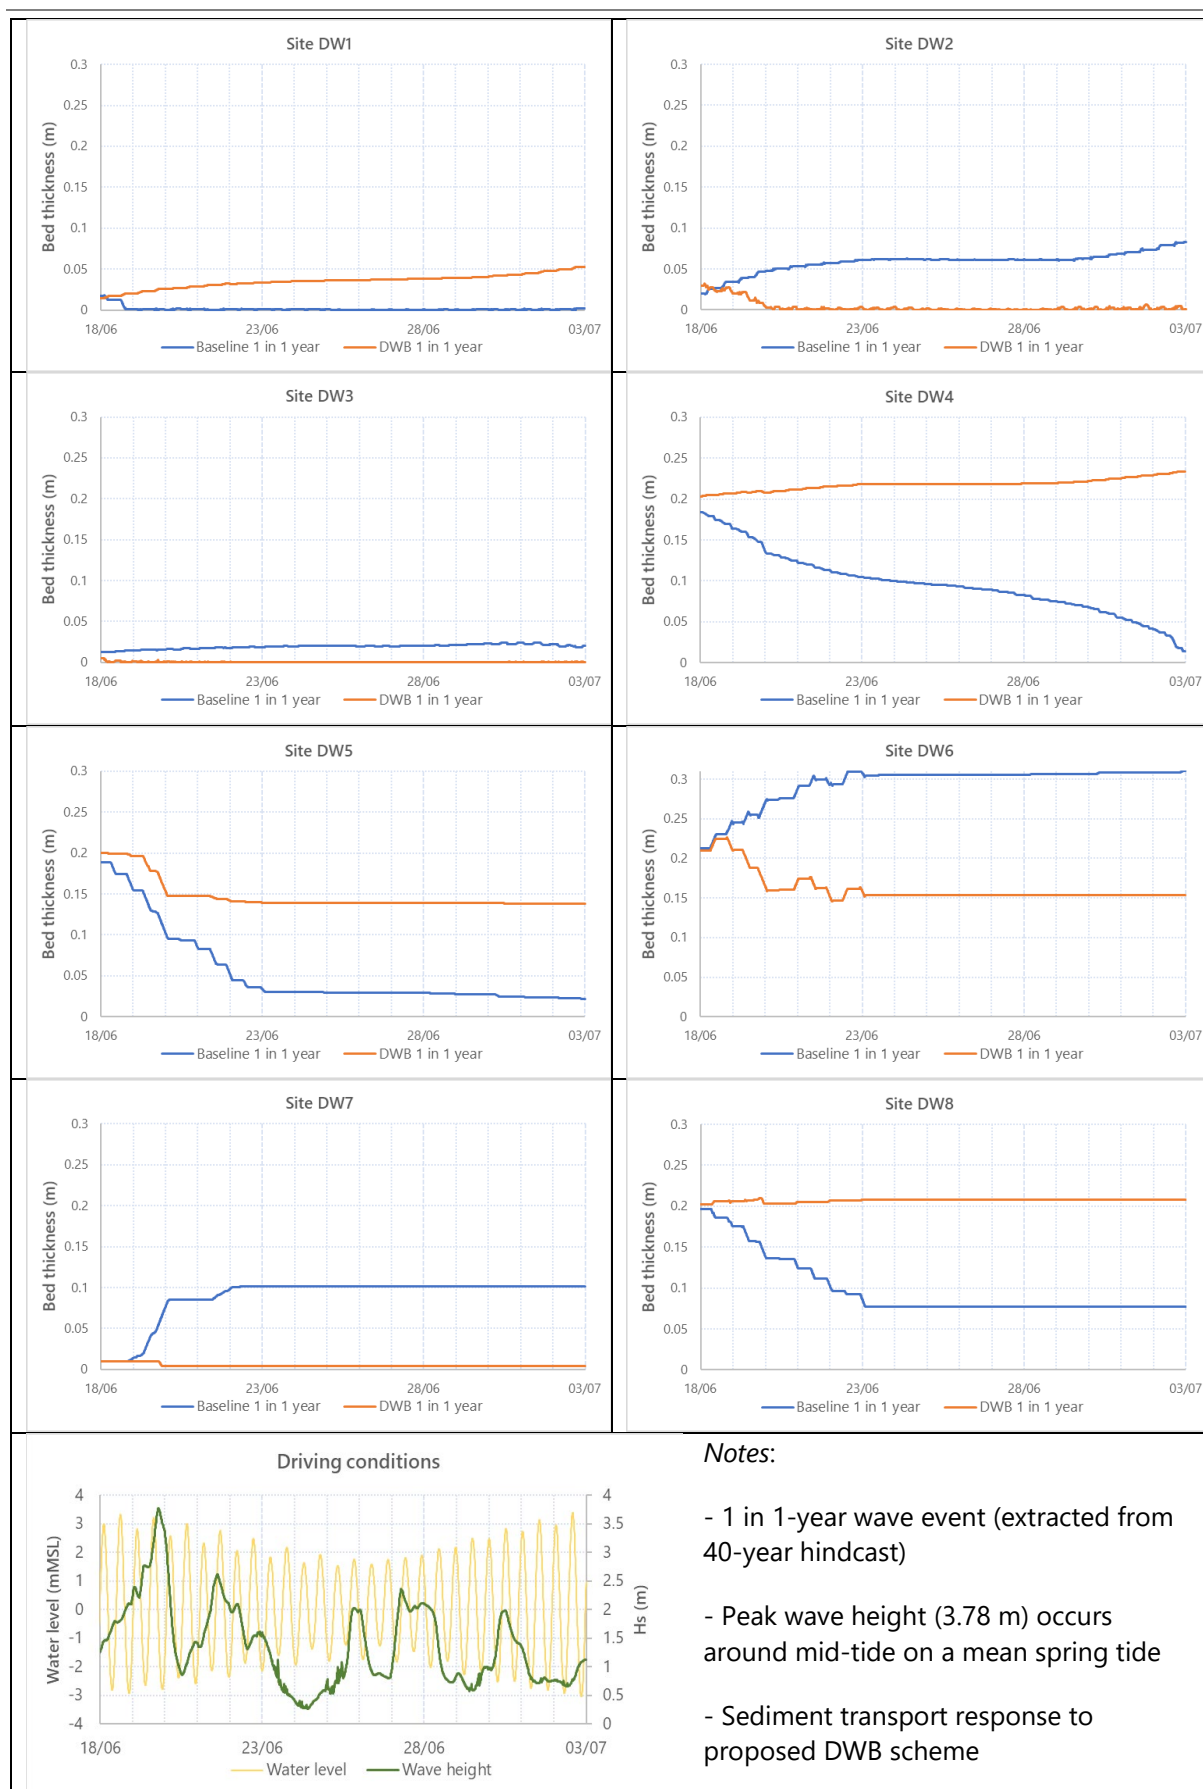 Site DW1
0.3
0.25
0.2
0.15
0.1
0.05
0
Bed thickness (m)
18/06 23/06 28/06 03/07
Baseline 1 in 1 year DWB 1 in 1 year
Site DW2
0.3
0.25
0.2
0.15
0.1
0.05
0
Bed thickness (m)
18/06 23/06 28/06 03/07
Baseline 1 in 1 year DWB 1 in 1 year
Site DW3
0.3
0.25
0.2
0.15
0.1
0.05
0
Bed thickness (m)
18/06 23/06 28/06 03/07
Baseline 1 in 1 year DWB 1 in 1 year
Site DW4
0.3
0.25
0.2
0.15
0.1
0.05
0
Bed thickness (m)
18/06 23/06 28/06 03/07
Baseline 1 in 1 year DWB 1 in 1 year
Site DW5
0.3
0.25
0.2
0.15
0.1
0.05
0
Bed thickness (m)
18/06 23/06 28/06 03/07
Baseline 1 in 1 year DWB 1 in 1 year
Site DW6
0.3
0.25
0.2
0.15
0.1
0.05
0
Bed thickness (m)
18/06 23/06 28/06 03/07
Baseline 1 in 1 year DWB 1 in 1 year
Site DW7
0.3
0.25
0.2
0.15
0.1
0.05
0
Bed thickness (m)
18/06 23/06 28/06 03/07
Baseline 1 in 1 year DWB 1 in 1 year
Site DW8
0.3
0.25
0.2
0.15
0.1
0.05
0
Bed thickness (m)
18/06 23/06 28/06 03/07
Baseline 1 in 1 year DWB 1 in 1 year
Driving conditions
4 4
3 3.5
2 3
1 2.5
0 2
-1 1.5
-2 1
-3 0.5
-4 0
Water level (mMSL)
Hs (m)
18/06 23/06 28/06 03/07
Water level Wave height
Notes:
- 1 in 1-year wave event (extracted from
40-year hindcast)
- Peak wave height (3.78 m) occurs
around mid-tide on a mean spring tide
- Sediment transport response to
proposed DWB scheme